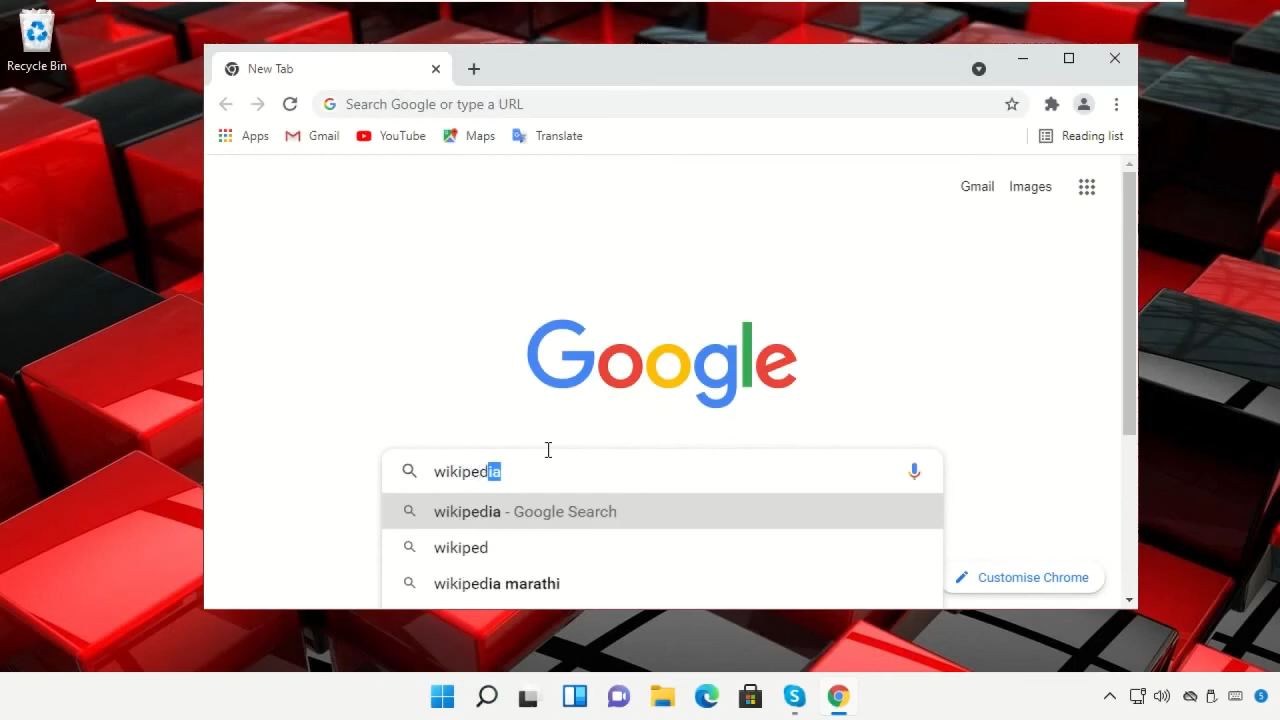 Recycle Bin
New Tab
Search Google or type a URL
Apps Gmail YouTube Maps Translate Reading list
Gmail Images
Google
wikipedia
wikipedia - Google Search
wikiped
wikipedia marathi
Customise Chrome
5